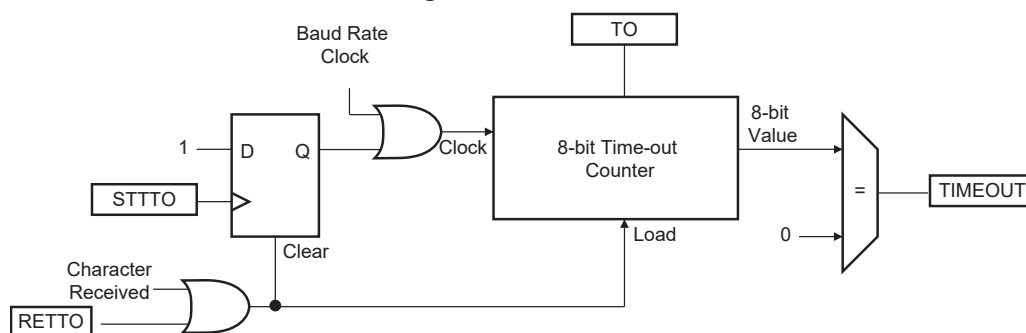 TO
Baud Rate
Clock
1
D
Q
STTTO
Clear
Clock
8-bit Time-out
Counter
Load
8-bit
Value
0
=
TIMEOUT
Character
Received
RETTO